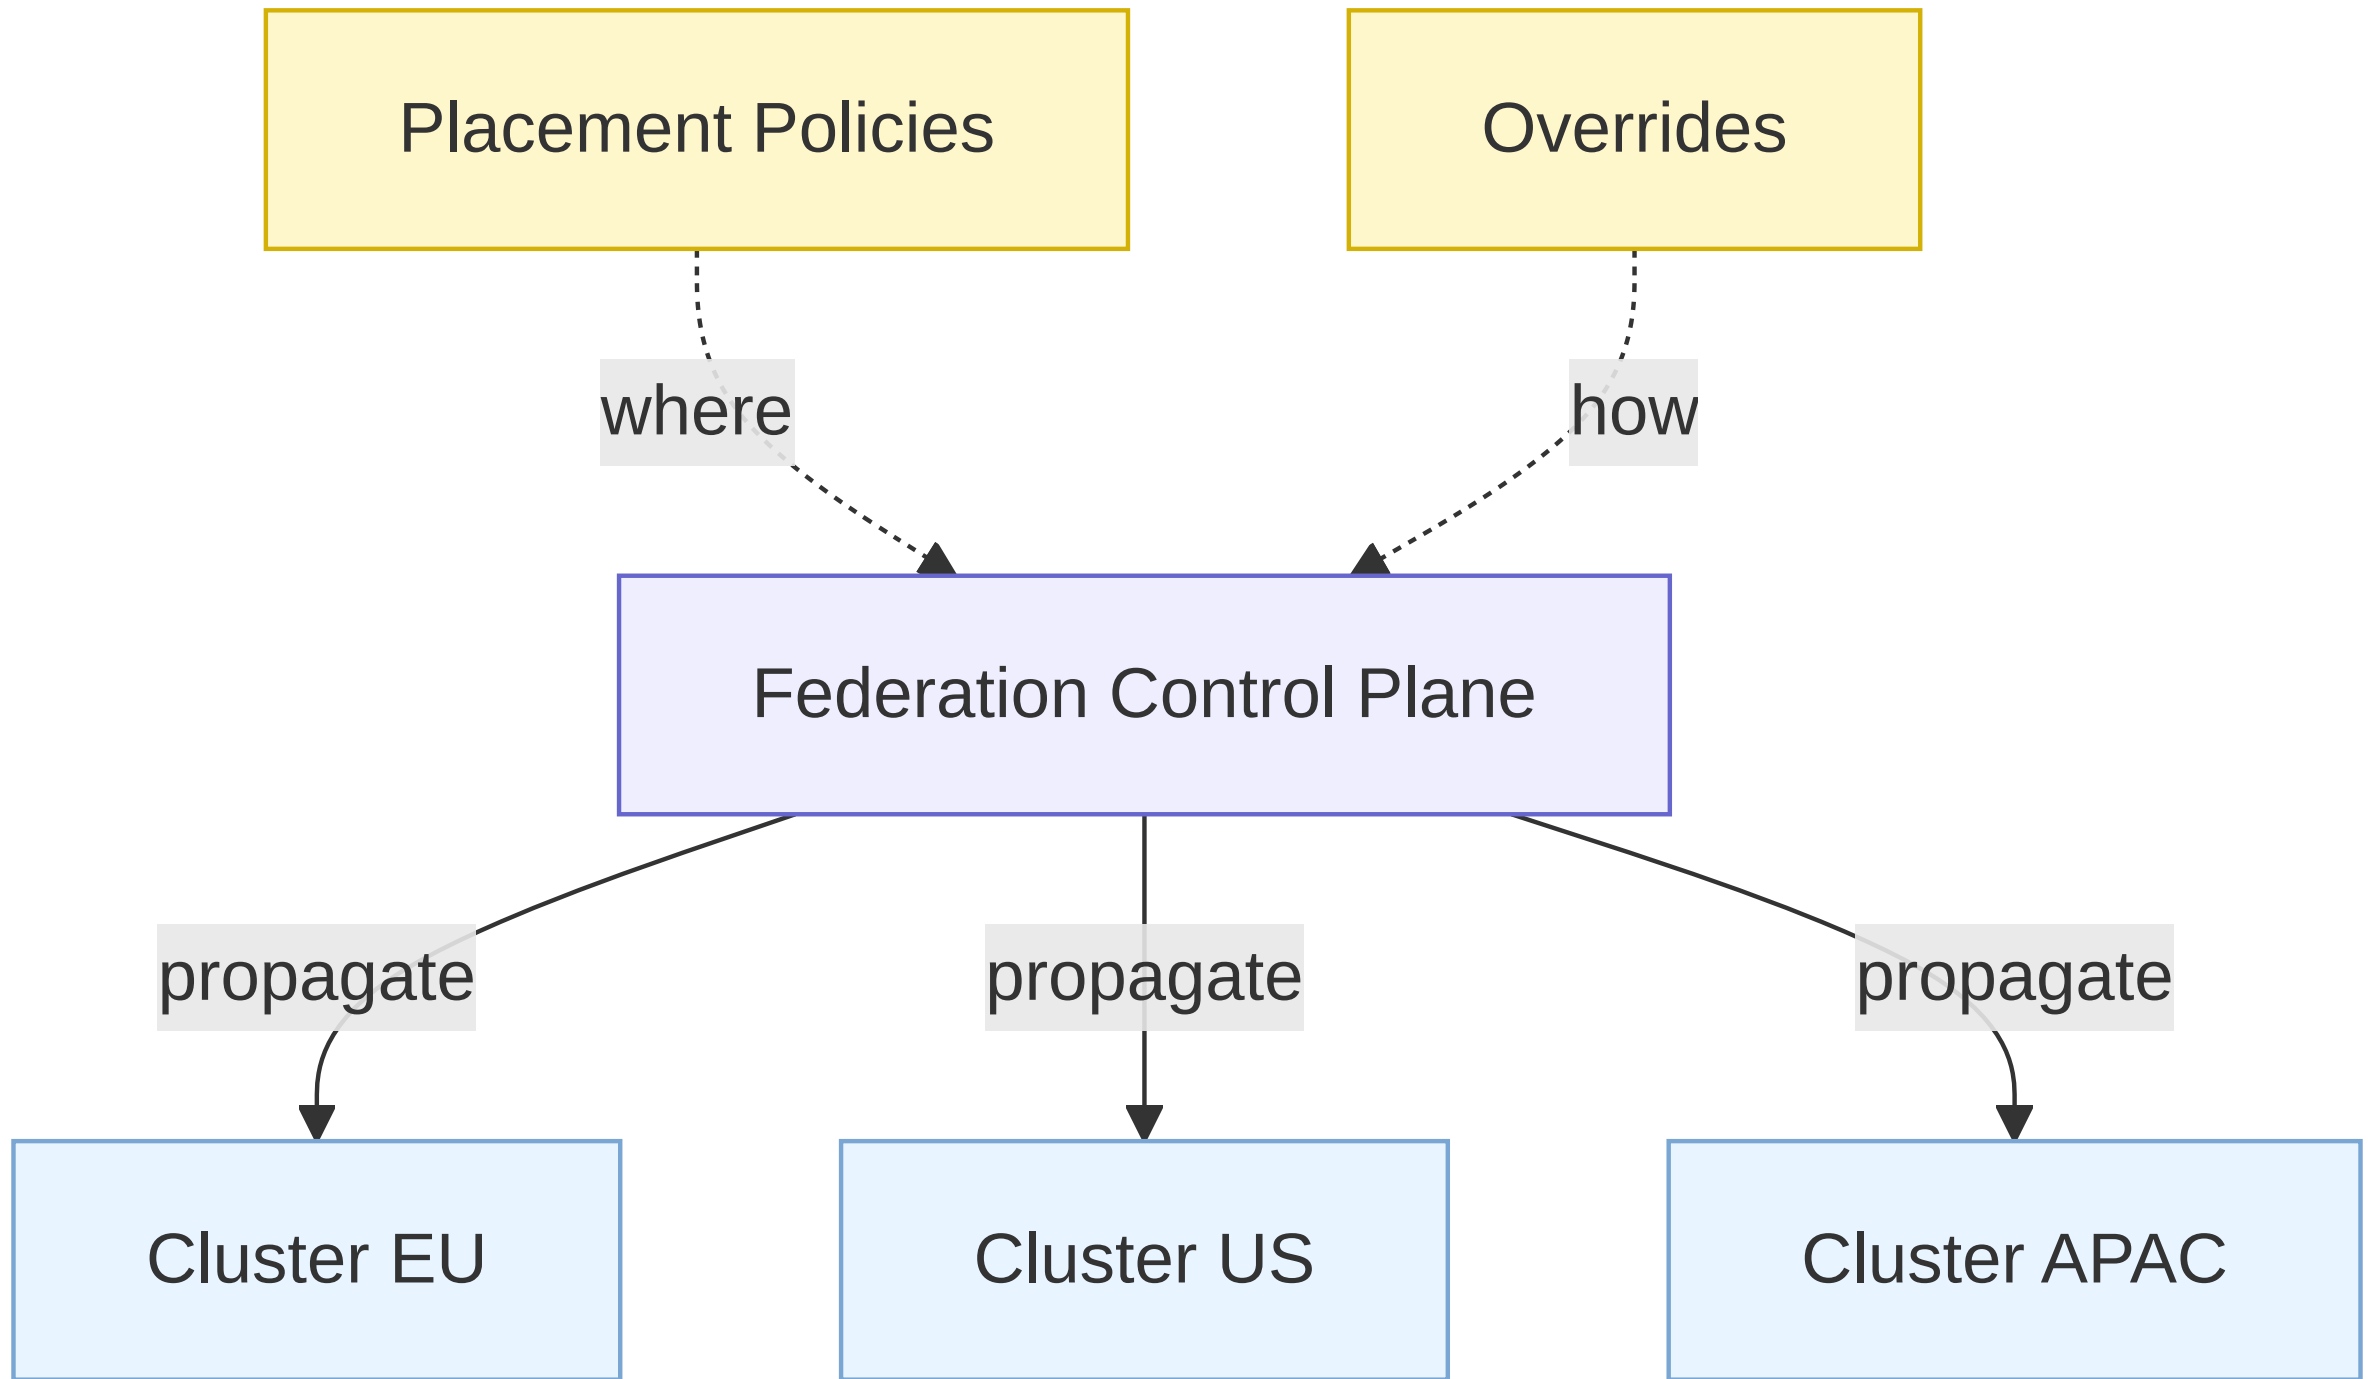 Placement Policies
Overrides
where
how
Federation Control Plane
propagate
propagate
propagate
Cluster EU
Cluster US
Cluster APAC